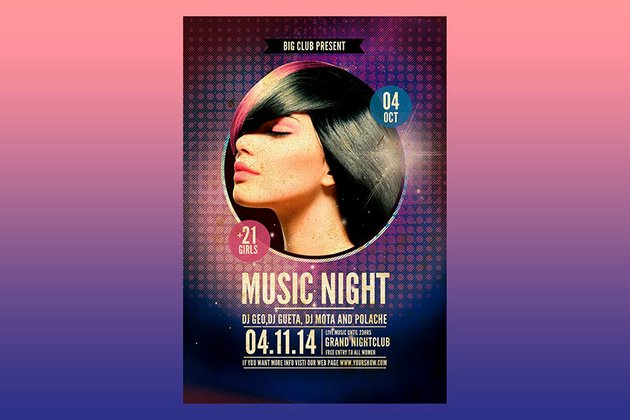 BIG CLUB PRESENT
04
OCT
+21
GIRLS
MUSIC NIGHT
DJ GEO,DJ GUETA, DJ MOTA AND POLACHE
04.11.14
LIVE MUSIC UNTIL 23HRS
GRAND NIGHTCLUB
FREE ENTRY TO ALL WOMEN
IF YOU WANT MORE INFO VISTI OUR WEB PAGE WWW.YOURSHOW.COM